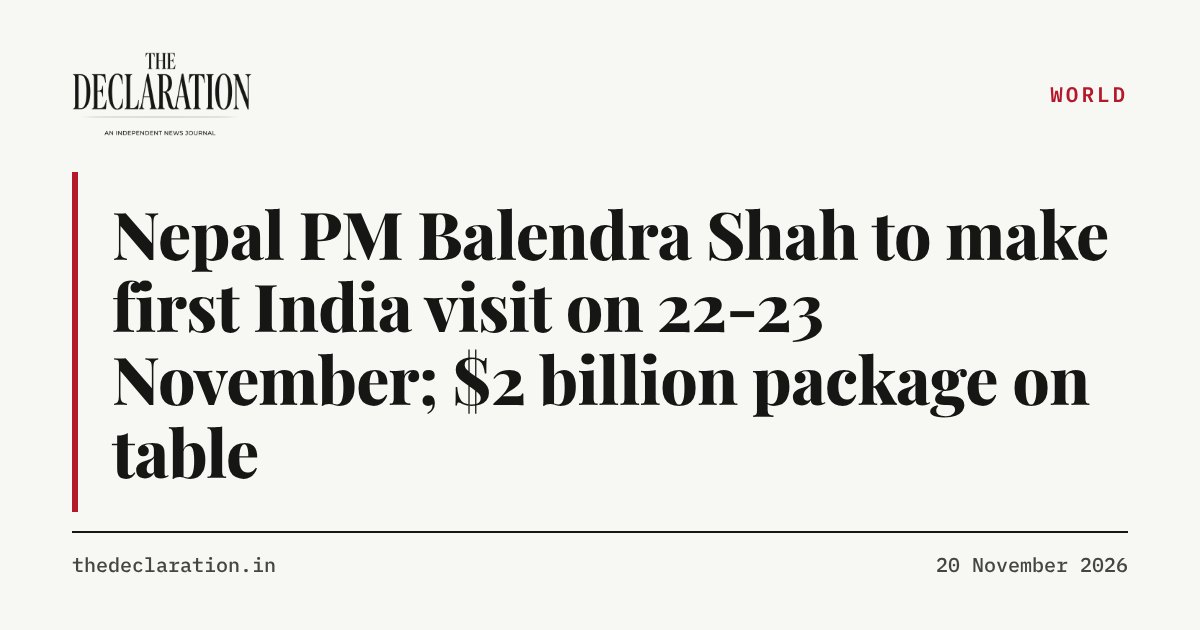 THE
DECLARATION
AN INDEPENDENT NEWS JOURNAL
WORLD
Nepal PM Balendra Shah to make
first India visit on 22-23
November; $2 billion package on
table
thedeclaration.in
20 November 2026